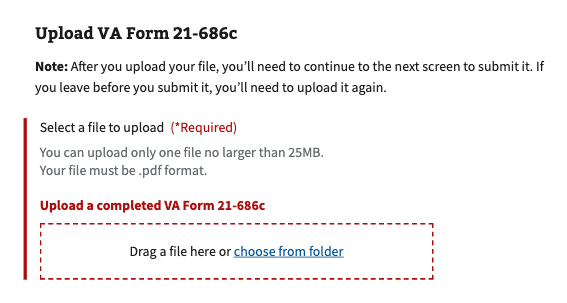 Upload VA Form 21-686c
Note: After you upload your file, you’ll need to continue to the next screen to submit it. If
you leave before you submit it, you’ll need to upload it again.
Select a file to upload (*Required)
You can upload only one file no larger than 25MB.
Your file must be .pdf format.
Upload a completed VA Form 21-686c
Drag a file here or choose from folder